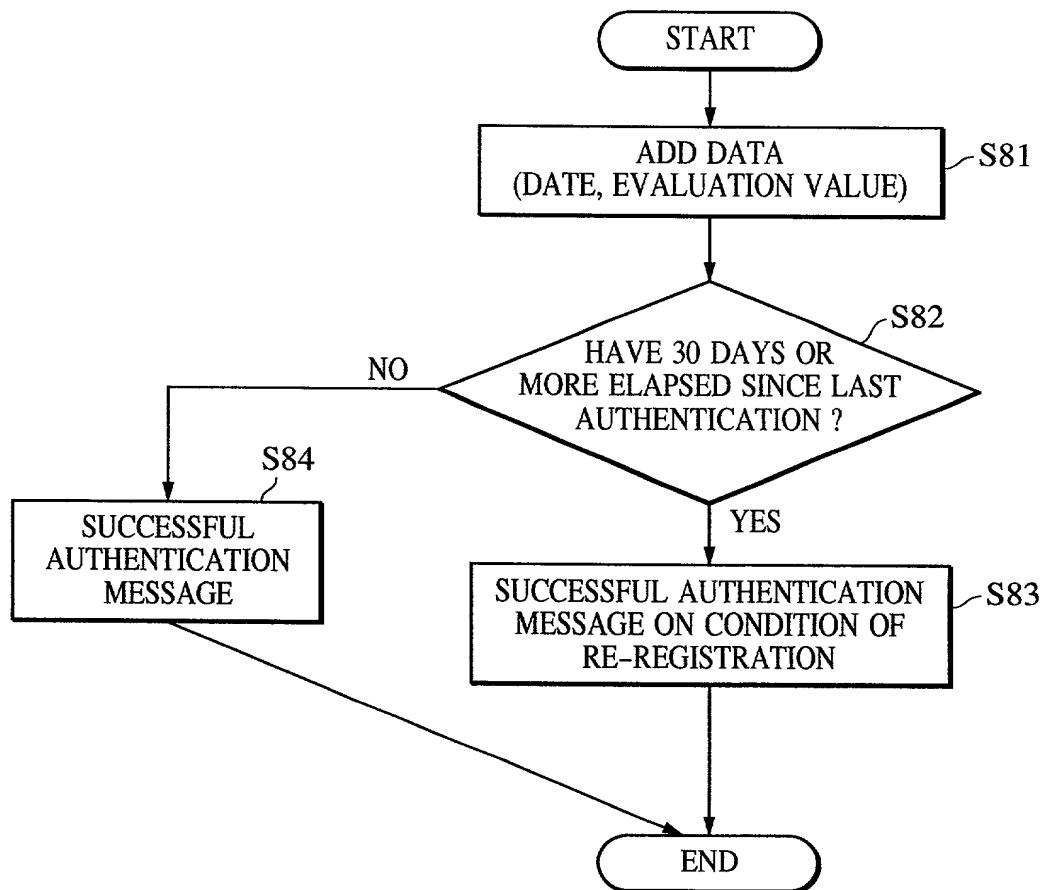 START
ADD DATA
(DATE, EVALUATION VALUE)
S81
HAVE 30 DAYS OR
MORE ELAPSED SINCE LAST
AUTHENTICATION ?
S82
NO
YES
S84
SUCCESSFUL
AUTHENTICATION
MESSAGE
SUCCESSFUL AUTHENTICATION
MESSAGE ON CONDITION OF
RE-REGISTRATION
S83
END